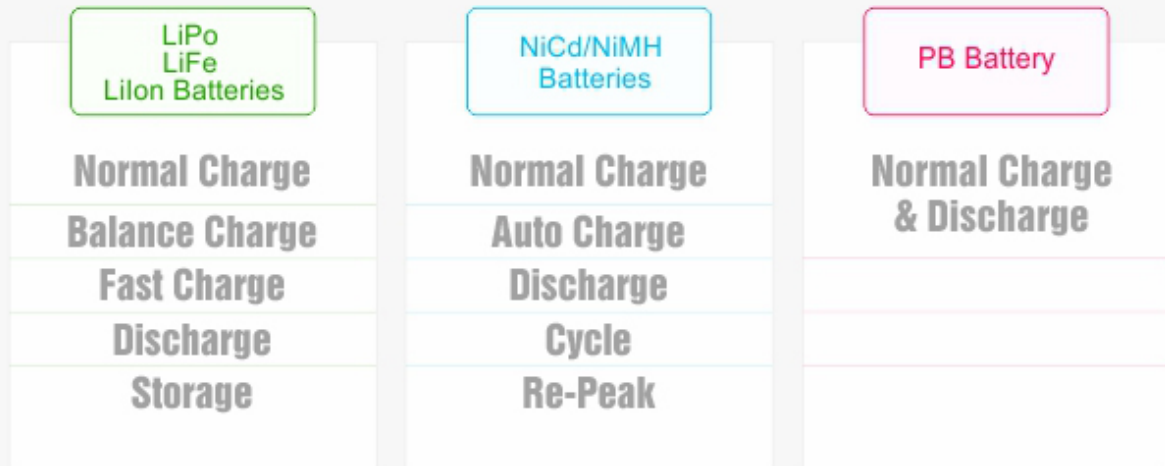 LiPo
LiFe
LiIon Batteries
Normal Charge
Balance Charge
Fast Charge
Discharge
Storage
NiCd/NiMH
Batteries
Normal Charge
Auto Charge
Discharge
Cycle
Re-Peak
PB Battery
Normal Charge
& Discharge